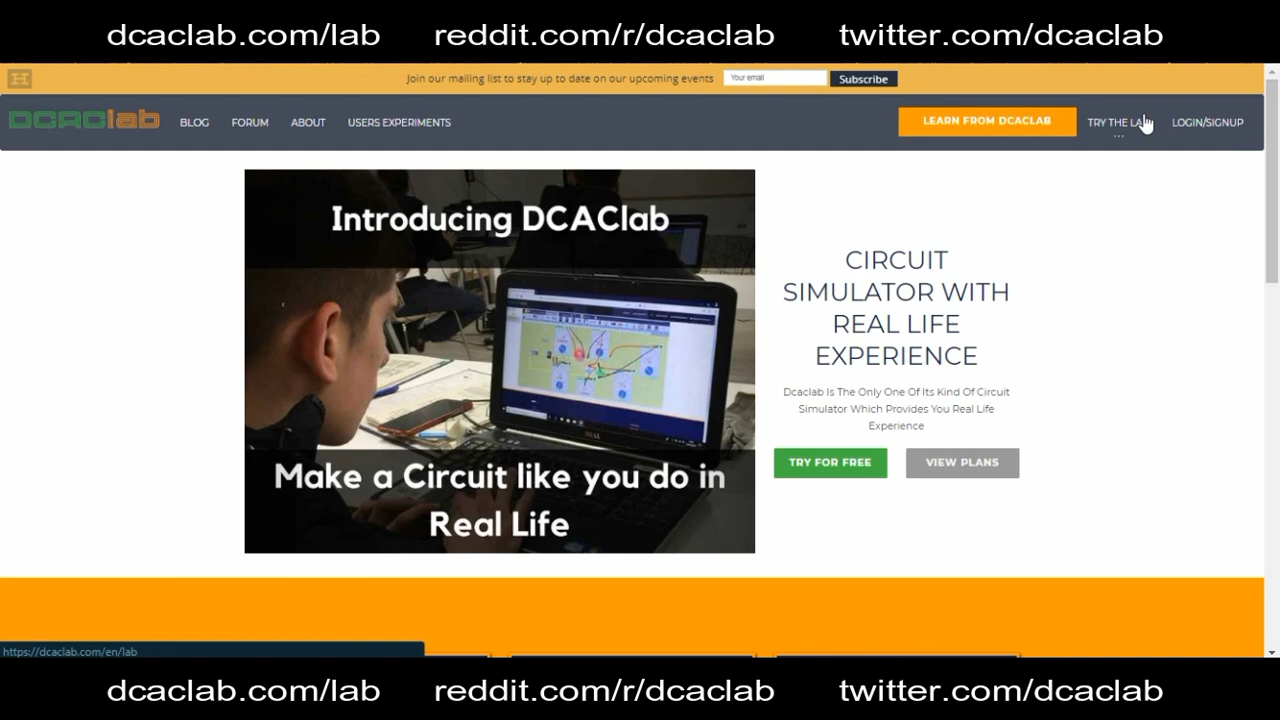 dcaclab.com/lab reddit.com/r/dcaclab twitter.com/dcaclab
Join our mailing list to stay up to date on our upcoming events Your email Subscribe
DCAClab BLOG FORUM ABOUT USERS EXPERIMENTS LEARN FROM DCACLAB TRY THE LA LOGIN/SIGNUP
Introducing DCAClab
Make a Circuit like you do in
Real Life
CIRCUIT
SIMULATOR WITH
REAL LIFE
EXPERIENCE
Dcaclab Is The Only One Of Its Kind Of Circuit
Simulator Which Provides You Real Life
Experience
TRY FOR FREE VIEW PLANS
https://dcaclab.com/en/lab
dcaclab.com/lab reddit.com/r/dcaclab twitter.com/dcaclab